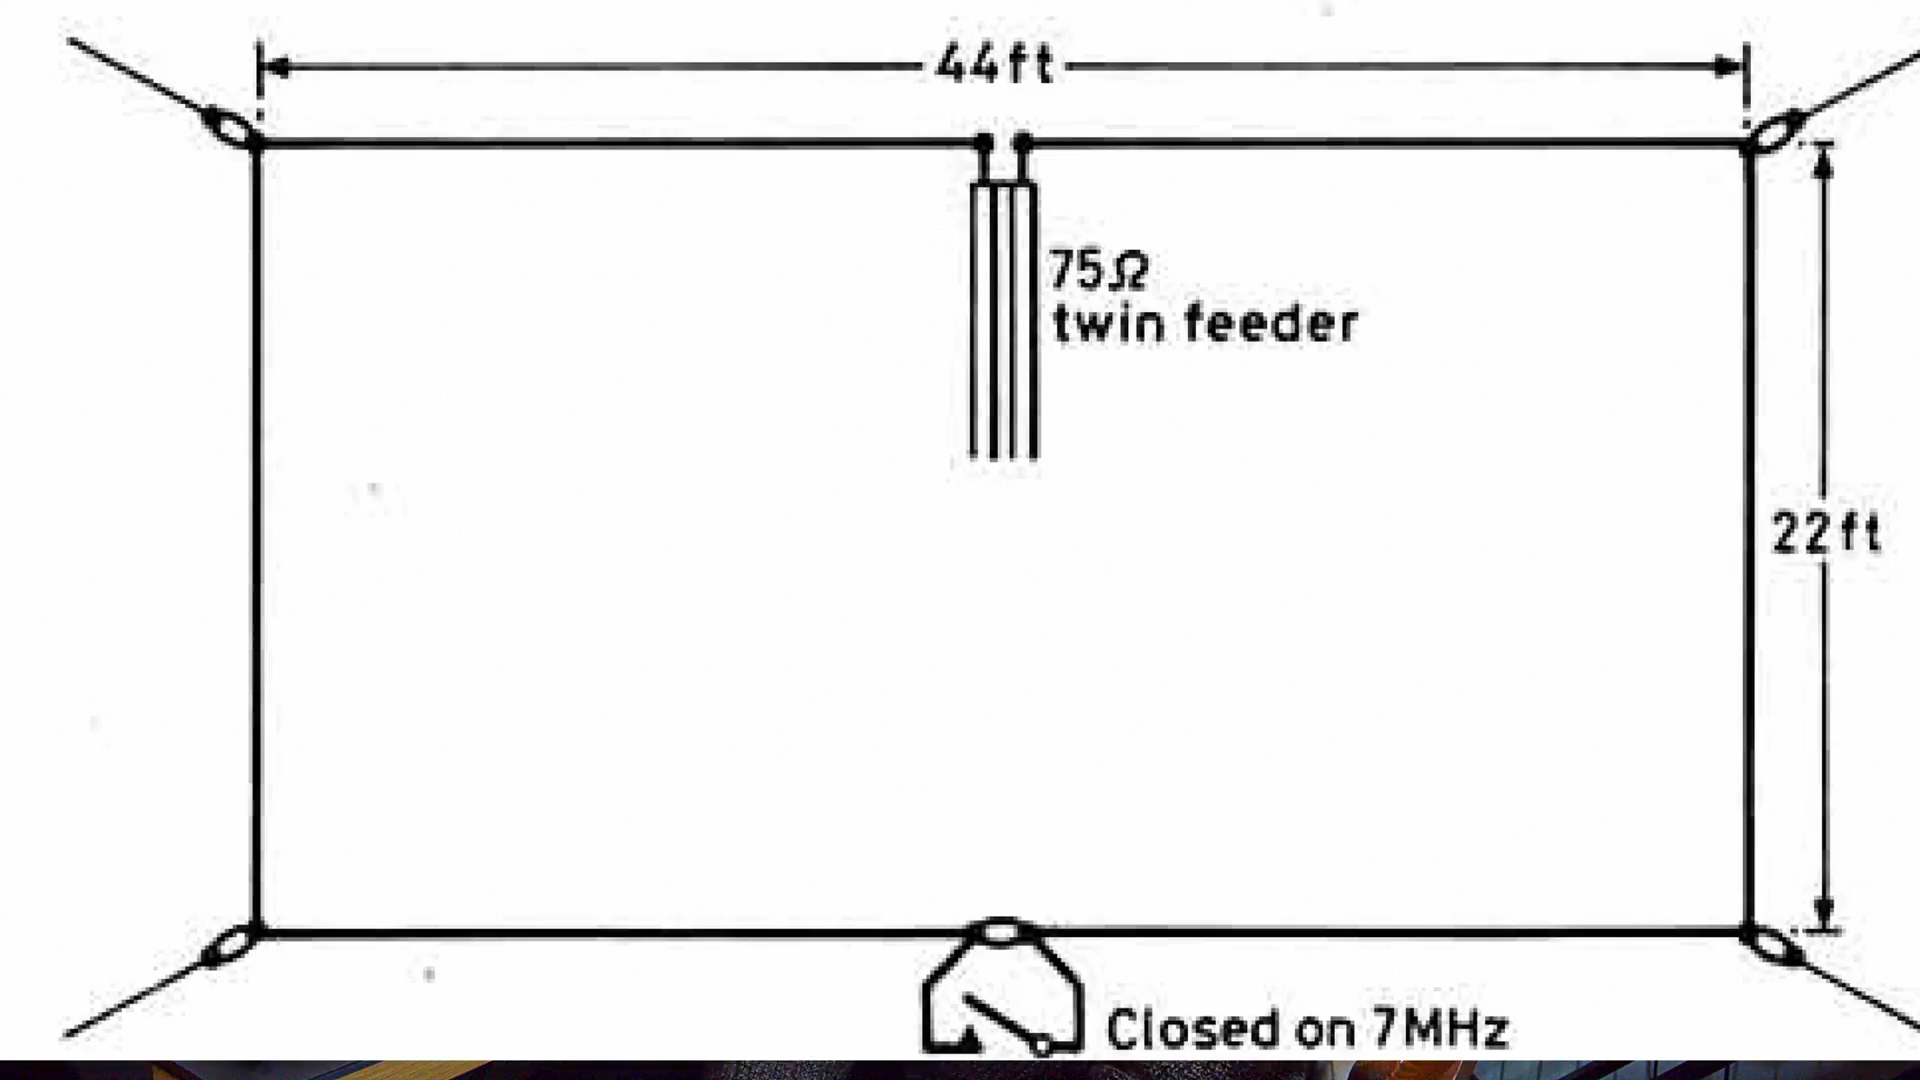 44ft
75Ω
twin feeder
22ft
Closed on 7MHz